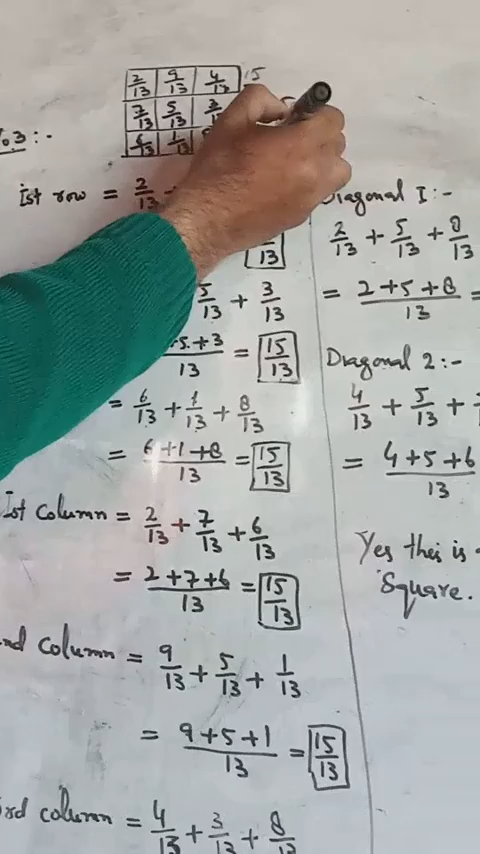 2/13 9/13 4/13 15
7/13 5/13 3/13
6/13 1/13
3:-
Ist row = 2/13
13
5/13 + 3/13
5+3/13 = 15/13
= 6/13 + 1/13 + 8/13
= 6+1+8/13 = 15/13
Ist Column = 2/13 + 7/13 + 6/13
= 2+7+6/13 = 15/13
nd Column = 9/13 + 5/13 + 1/13
= 9+5+1/13 = 15/13
rd column = 4/13 + 3/13 + 8/13
Diagonal I :-
2/13 + 5/13 + 8/13
= 2+5+8/13 =
Diagonal 2 :-
4/13 + 5/13 +
= 4+5+6/13
Yes this is
Square.